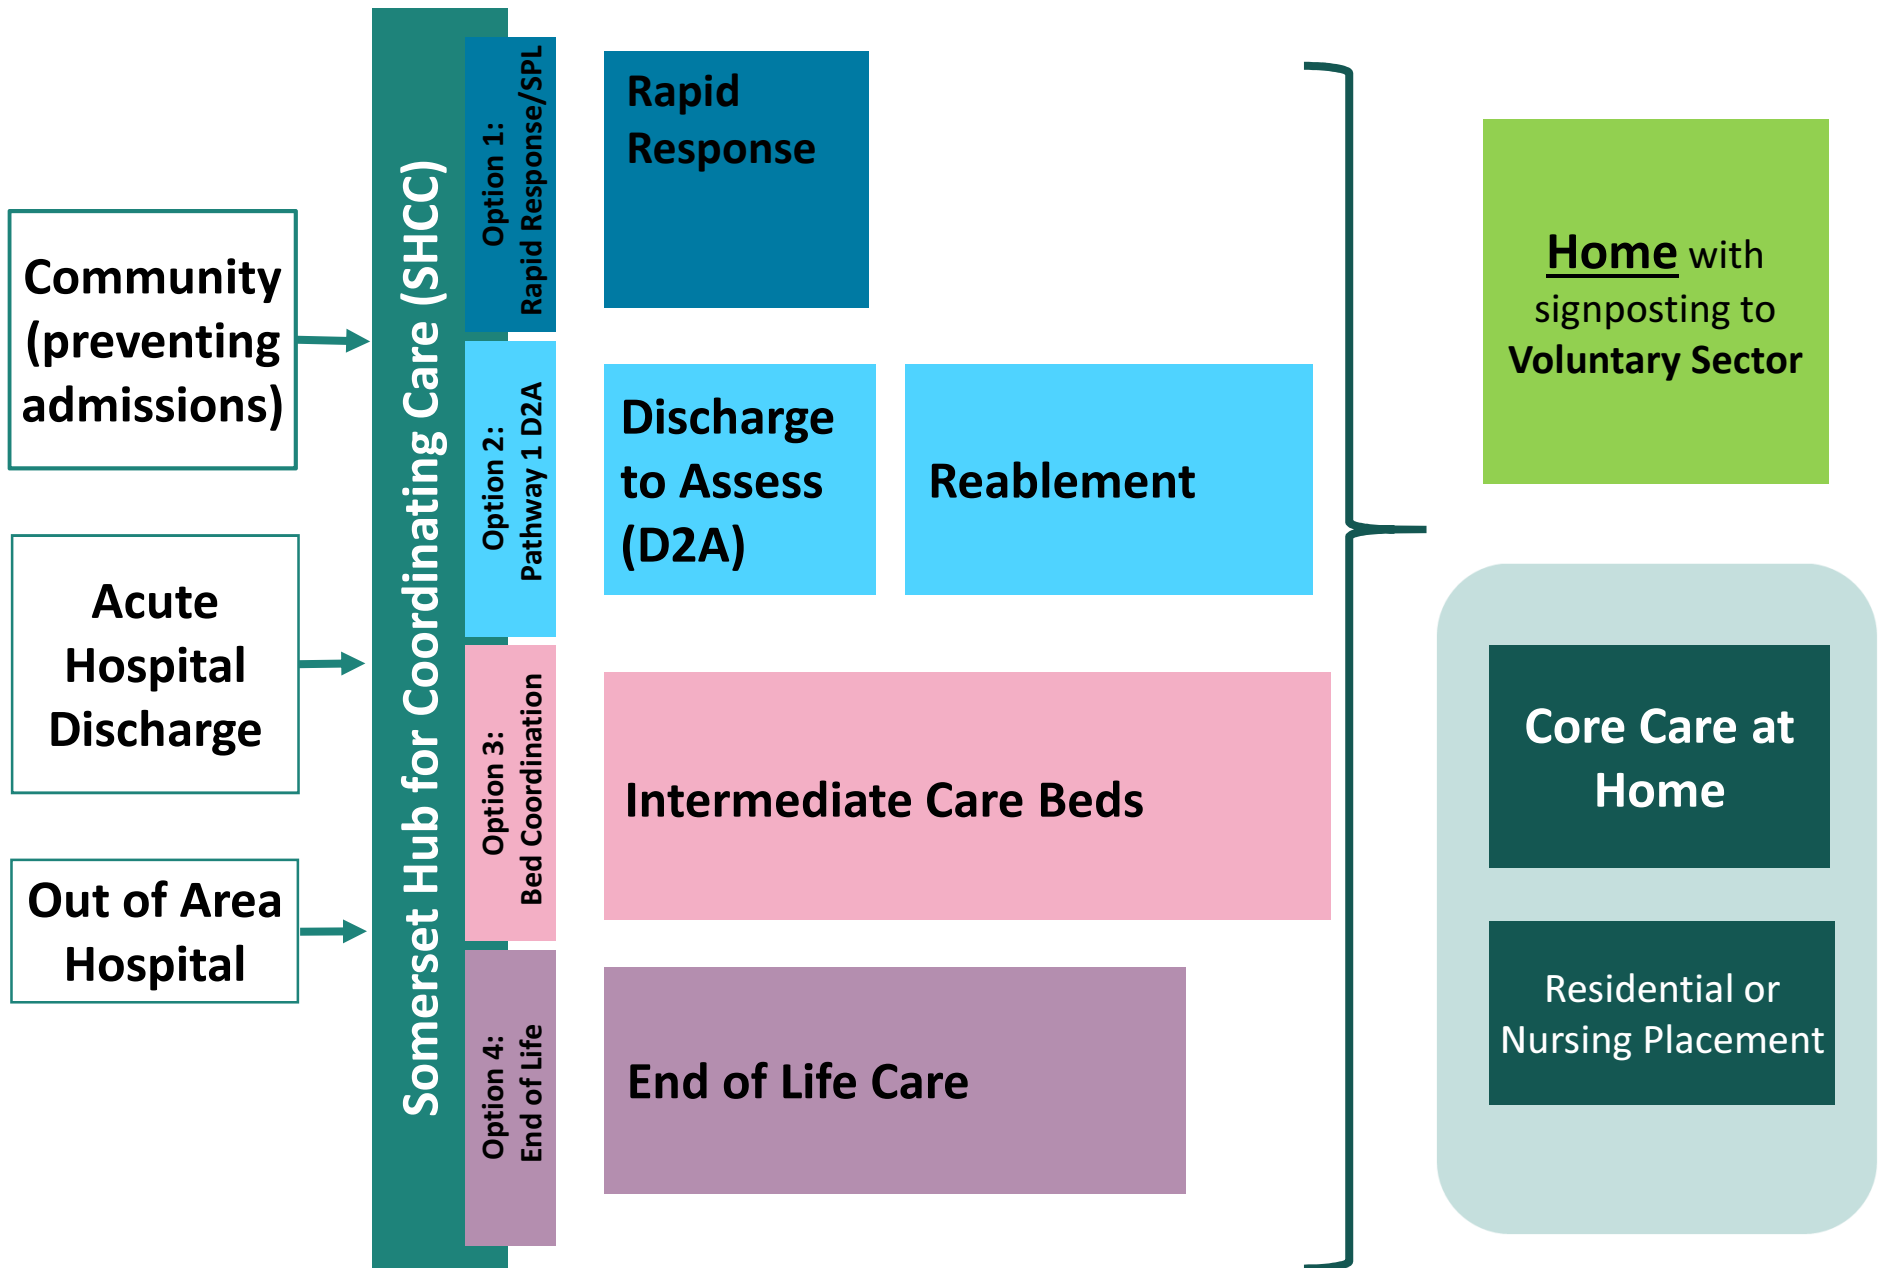 Community
(preventing
admissions)
Acute
Hospital
Discharge
Out of Area
Hospital
Somerset Hub for Coordinating Care (SHCC)
Option 1:
Rapid Response/SPL
Option 2:
Pathway 1 D2A
Option 3:
Bed Coordination
Option 4:
End of Life
Rapid
Response
Discharge
to Assess
(D2A)
Reablement
Intermediate Care Beds
End of Life Care
Home with
signposting to
Voluntary Sector
Core Care at
Home
Residential or
Nursing Placement